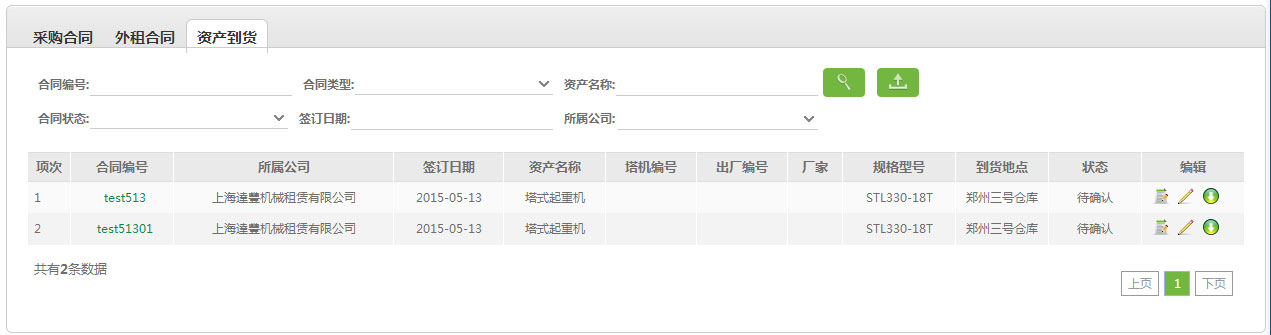 采购合同 外租合同 资产到货
合同编号: 合同类型: 资产名称:
合同状态: 签订日期: 所属公司:
项次 合同编号 所属公司 签订日期 资产名称 塔机编号 出厂编号 厂家 规格型号 到货地点 状态 编辑
1 test513 上海達豐机械租赁有限公司 2015-05-13 塔式起重机 STL330-18T 郑州三号仓库 待确认
2 test51301 上海達豐机械租赁有限公司 2015-05-13 塔式起重机 STL330-18T 郑州三号仓库 待确认
共有2条数据
上页 1 下页